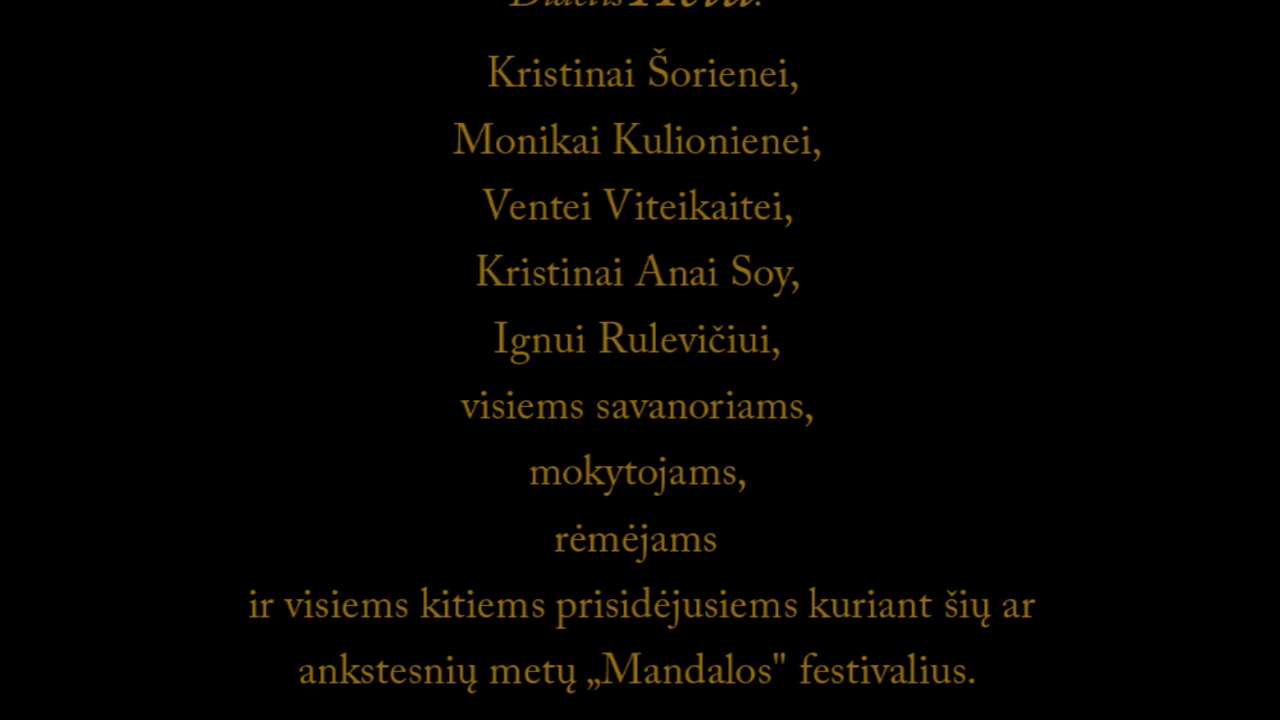 Kristinai Šorienei,
Monikai Kulionienei,
Ventei Viteikaitei,
Kristinai Anai Soy,
Ignui Rulevičiui,
visiems savanoriams,
mokytojams,
rėmėjams
ir visiems kitiems prisidėjusiems kuriant šių ar
ankstesnių metų „Mandalos" festivalius.